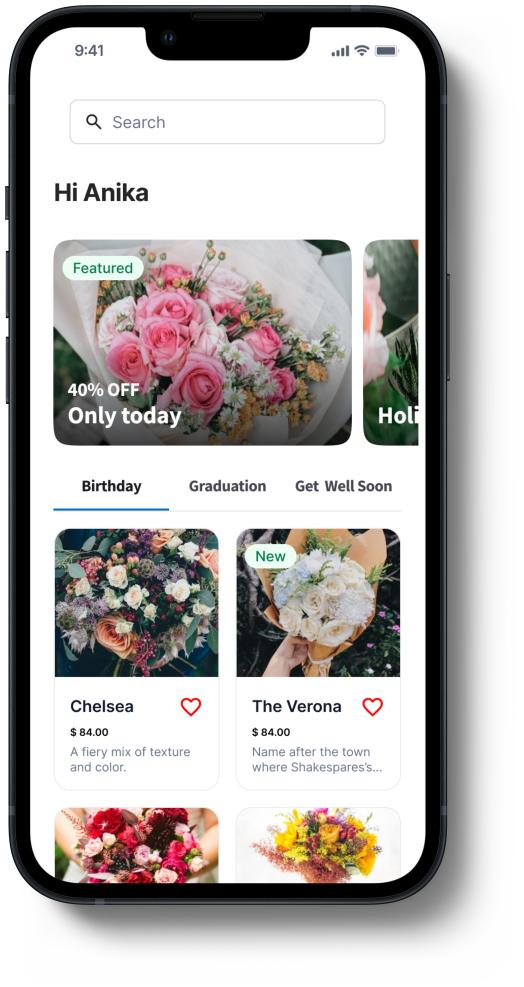 9:41
Search
Hi Anika
Featured
40% OFF
Only today
Holi
Birthday
Graduation
Get Well Soon
New
Chelsea
$ 84.00
A fiery mix of texture
and color.
The Verona
$ 84.00
Name after the town
where Shakespares’s...